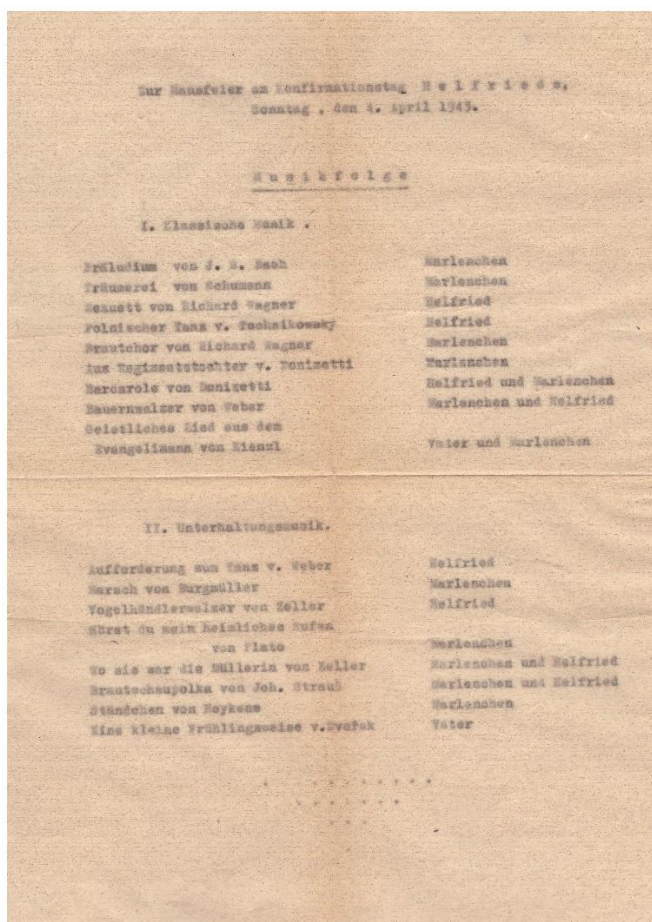 Zur Hausfeier am Konfirmationstag H e l f r i e d s.
Sonntag , den 4. April 1943.
M u s i k f o l g e
I. Klassische Musik .
Präludium von J. S. Bach Marlenchen
Träumerei von Schumann Marlenchen
Menuett von Richard Wagner Helfried
Polnischer Tanz v. Tschaikowsky Helfried
Brautchor von Richard Wagner Marlenchen
Aus Regimentstochter v. Donizetti Marlenchen
Barcarole von Donizetti Helfried und Marlenchen
Bauernwalzer von Weber Marlenchen und Helfried
Geistliches Lied aus dem
Evangelimann von Kienzl Vater und Marlenchen
II. Unterhaltungsmusik.
Aufforderung zum Tanz v. Weber Helfried
Marsch von Burgmüller Marlenchen
Vogelhändlerwalzer von Zeller Helfried
Hörst du mein heimliches Rufen
von Plato Marlenchen
Wo sie war die Müllerin von Zeller Marlenchen und Helfried
Brautschaupolka von Joh. Strauß Marlenchen und Helfried
Ständchen von Heykens Marlenchen
Eine kleine Frühlingsweise v.Dvořak Vater